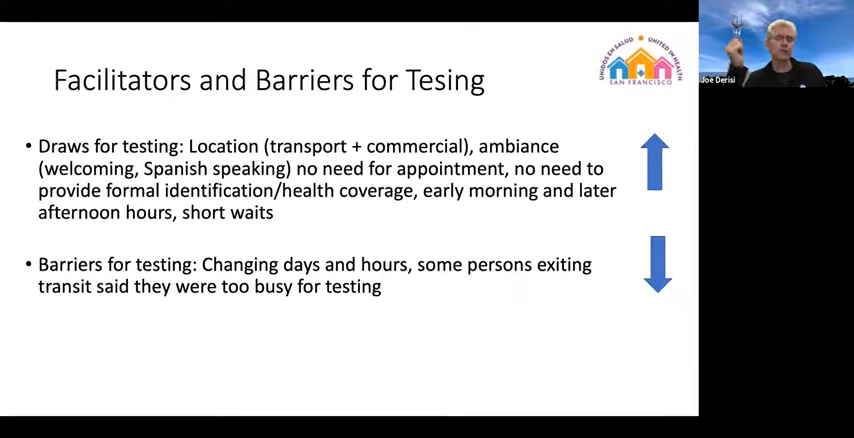 Facilitators and Barriers for Tesing
UNIDOS EN SALUD UNITED IN HEALTH
SAN FRANCISCO
Joe Derisi
• Draws for testing: Location (transport + commercial), ambiance
(welcoming, Spanish speaking) no need for appointment, no need to
provide formal identification/health coverage, early morning and later
afternoon hours, short waits
• Barriers for testing: Changing days and hours, some persons exiting
transit said they were too busy for testing